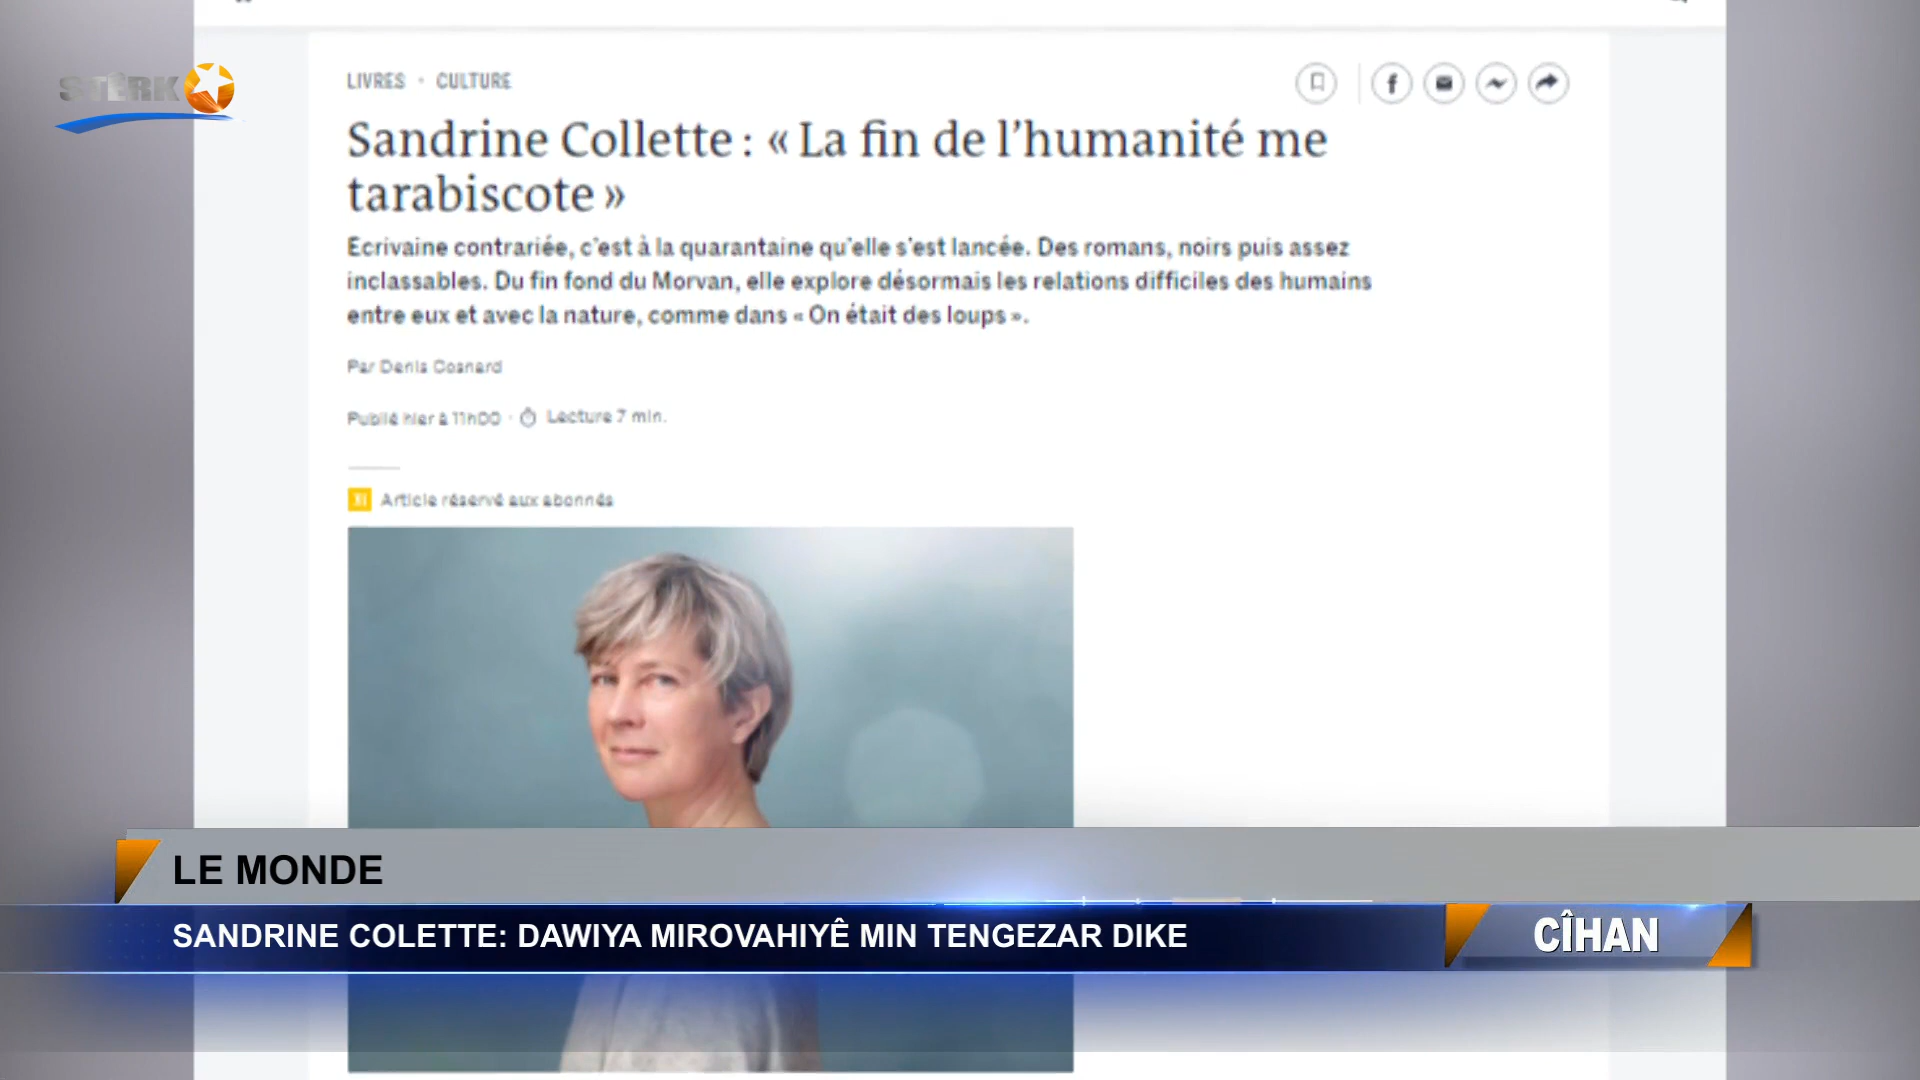 STÊRK
LIVRES • CULTURE
Sandrine Collette : « La fin de l’humanité me
tarabiscote »
Ecrivaine contrariée, c’est à la quarantaine qu’elle s’est lancée. Des romans, noirs puis assez
inclassables. Du fin fond du Morvan, elle explore désormais les relations difficiles des humains
entre eux et avec la nature, comme dans « On était des loups ».
Par Denis Cosnard
Publié hier à 11h00 · Lecture 7 min.
Article réservé aux abonnés
LE MONDE
SANDRINE COLETTE: DAWIYA MIROVAHIYÊ MIN TENGEZAR DIKE
CÎHAN